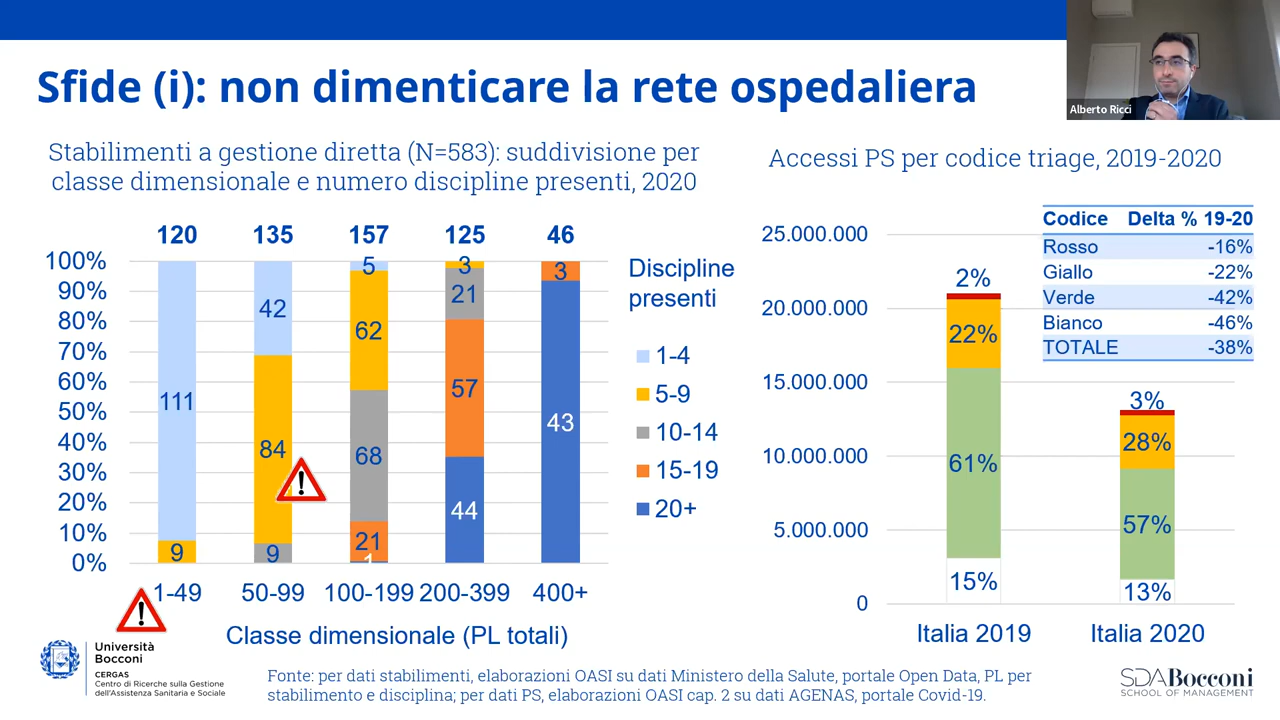 Alberto Ricci
Sfide (i): non dimenticare la rete ospedaliera
Stabilimenti a gestione diretta (N=583): suddivisione per
classe dimensionale e numero discipline presenti, 2020
120 135 157 125 46
100%
90%
80%
70%
60%
50%
40%
30%
20%
10%
0%
111
9
42
84
9
5
62
68
21
1
3
21
57
44
3
43
1-49 50-99 100-199 200-399 400+
Classe dimensionale (PL totali)
Discipline
presenti
1-4
5-9
10-14
15-19
20+
Accessi PS per codice triage, 2019-2020
25.000.000
20.000.000
15.000.000
10.000.000
5.000.000
0
2%
22%
61%
15%
3%
28%
57%
13%
Italia 2019 Italia 2020
Codice Delta % 19-20
Rosso -16%
Giallo -22%
Verde -42%
Bianco -46%
TOTALE -38%
Università
Bocconi
CERGAS
Centro di Ricerche sulla Gestione
dell'Assistenza Sanitaria e Sociale
Fonte: per dati stabilimenti, elaborazioni OASI su dati Ministero della Salute, portale Open Data, PL per
stabilimento e disciplina; per dati PS, elaborazioni OASI cap. 2 su dati AGENAS, portale Covid-19.
SDA Bocconi
SCHOOL OF MANAGEMENT